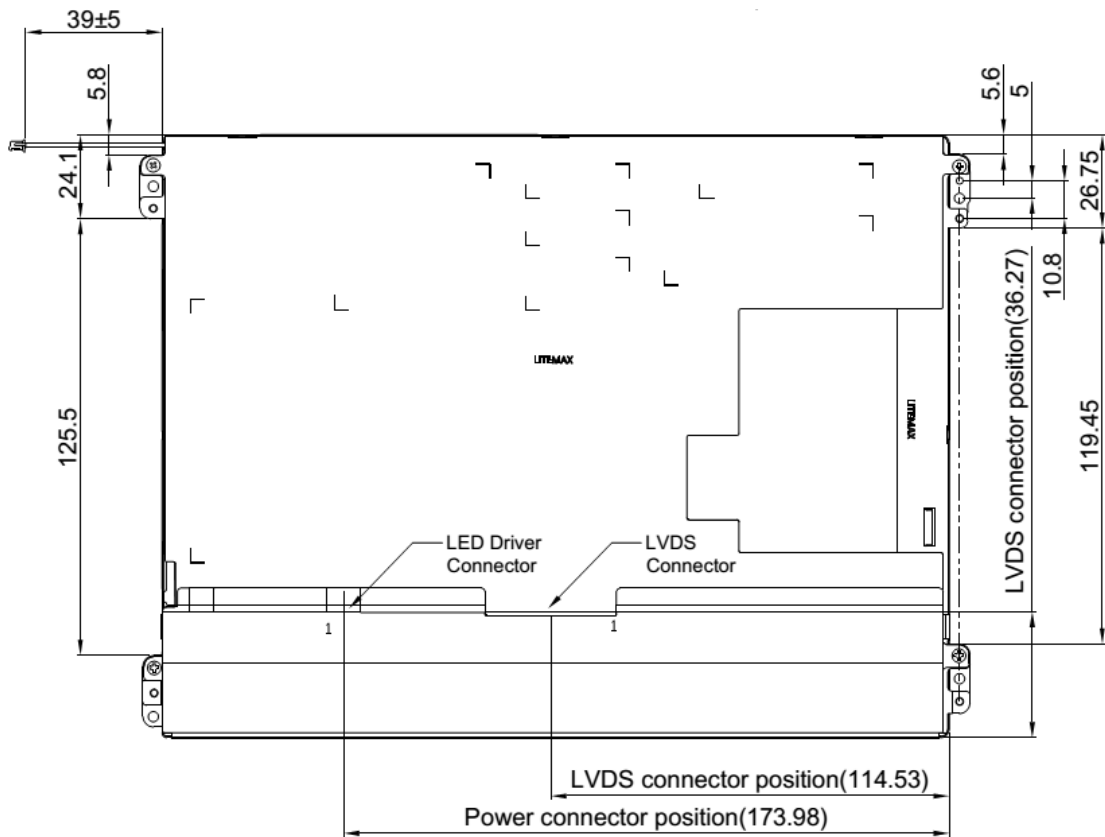 39±5
5.8
5.6
5
24.1
26.75
10.8
LVDS connector position(36.27)
LITEMAX
LITEMAX
125.5
119.45
LED Driver
Connector
LVDS
Connector
1
1
LVDS connector position(114.53)
Power connector position(173.98)